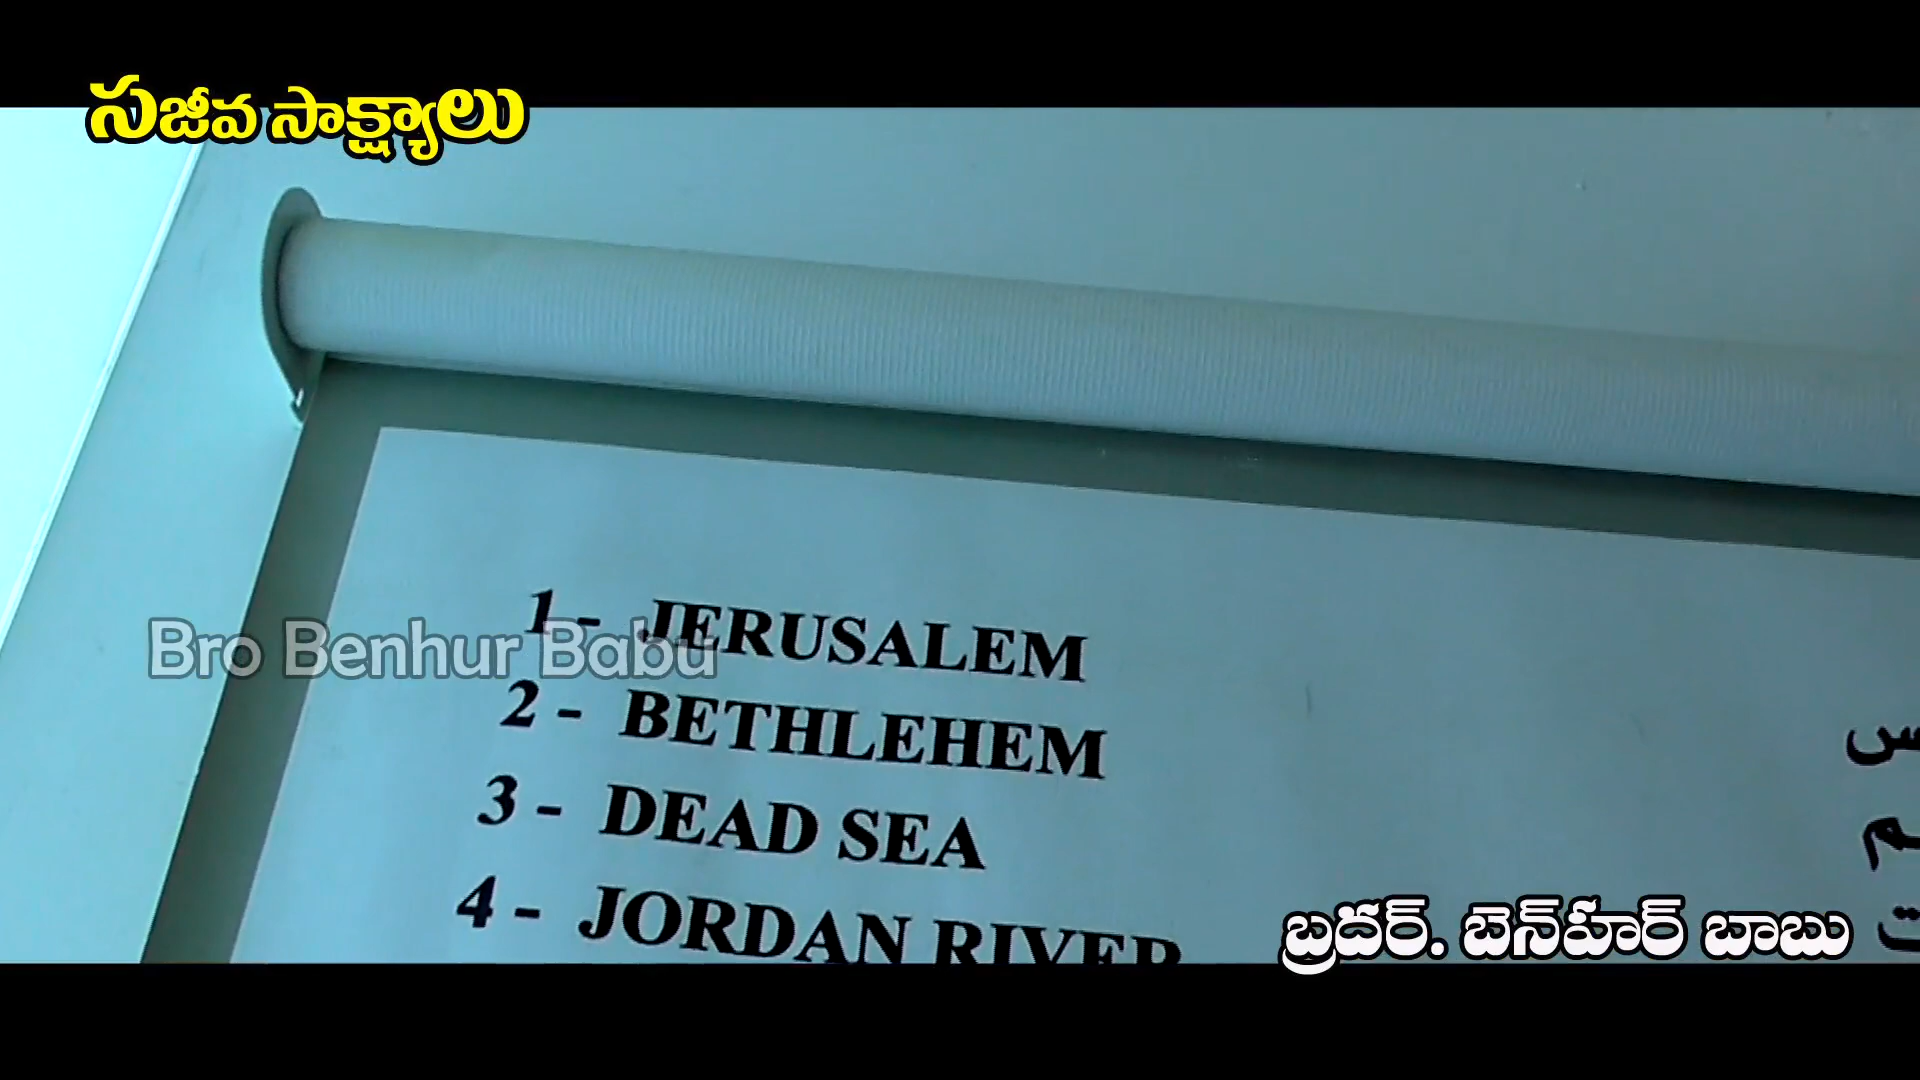 సజీవ సాక్ష్యాలు
1 - JERUSALEM
Bro Benhur Babu
2 - BETHLEHEM
3 - DEAD SEA
4 - JORDAN RIVER
బ్రదర్. బెన్‌హర్ బాబు